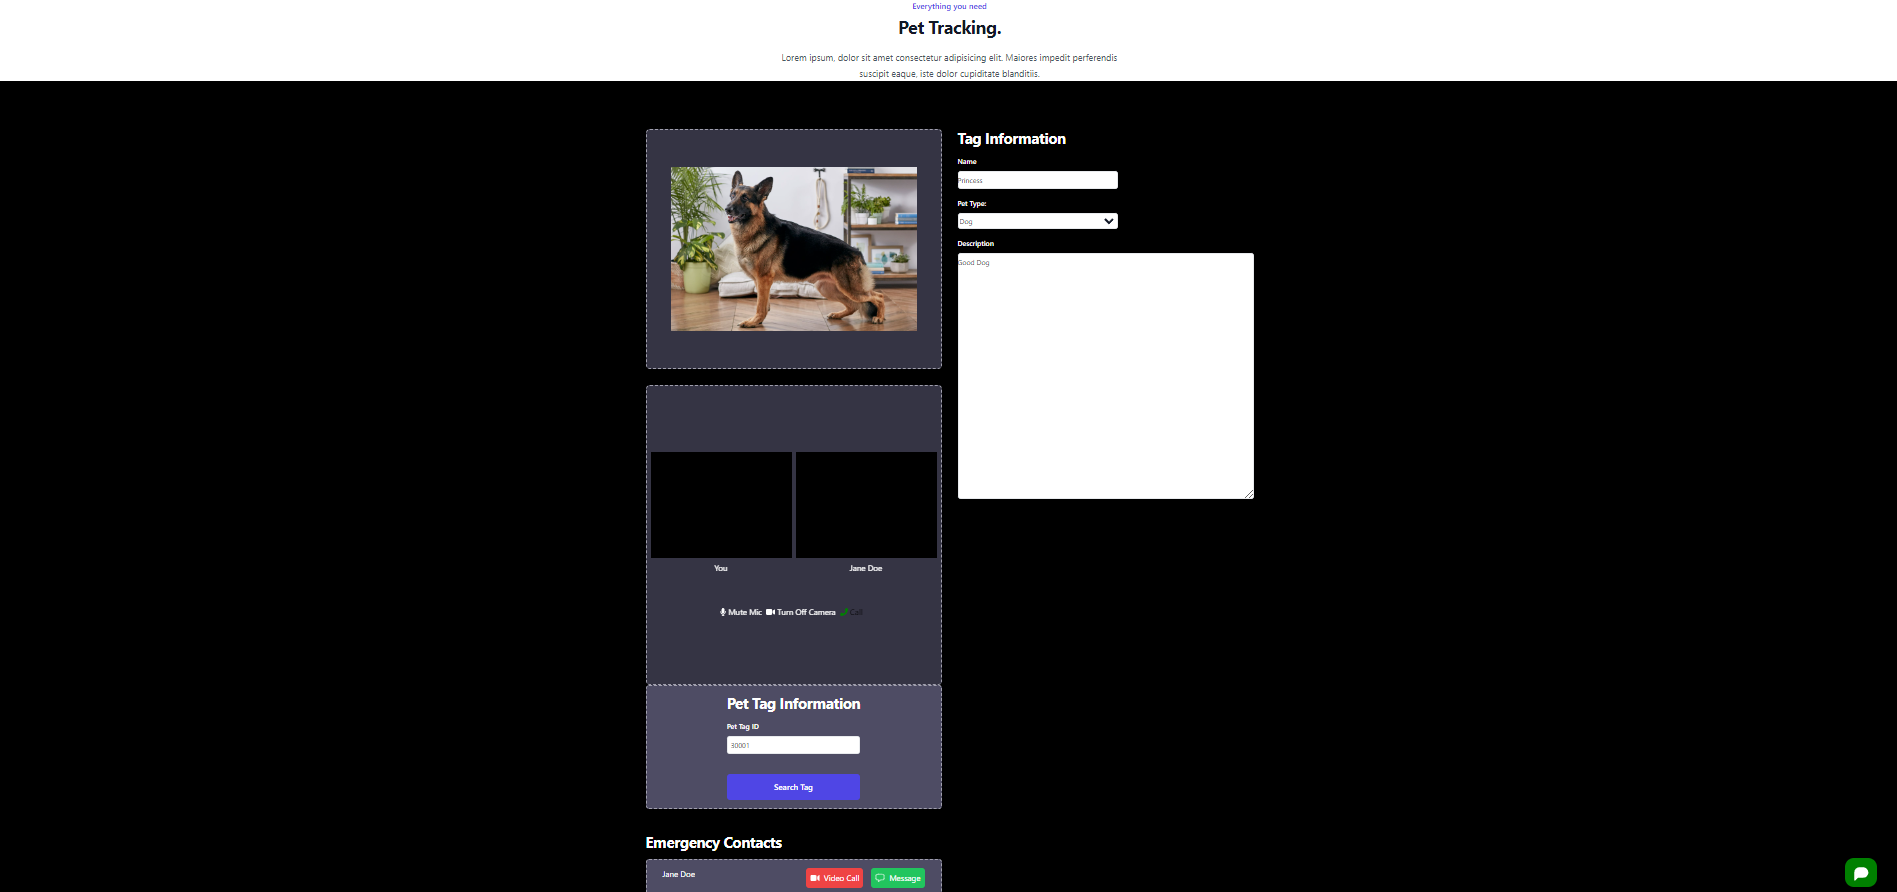 Everything you need
Pet Tracking.
Lorem ipsum, dolor sit amet consectetur adipisicing elit. Maiores impedit perferendis
suscipit eaque, iste dolor cupiditate blanditiis.
Tag Information
Name
Princess
Pet Type:
Dog
Description
Good Dog
You
Jane Doe
Mute Mic Turn Off Camera Call
Pet Tag Information
Pet Tag ID
30001
Search Tag
Emergency Contacts
Jane Doe
Video Call
Message